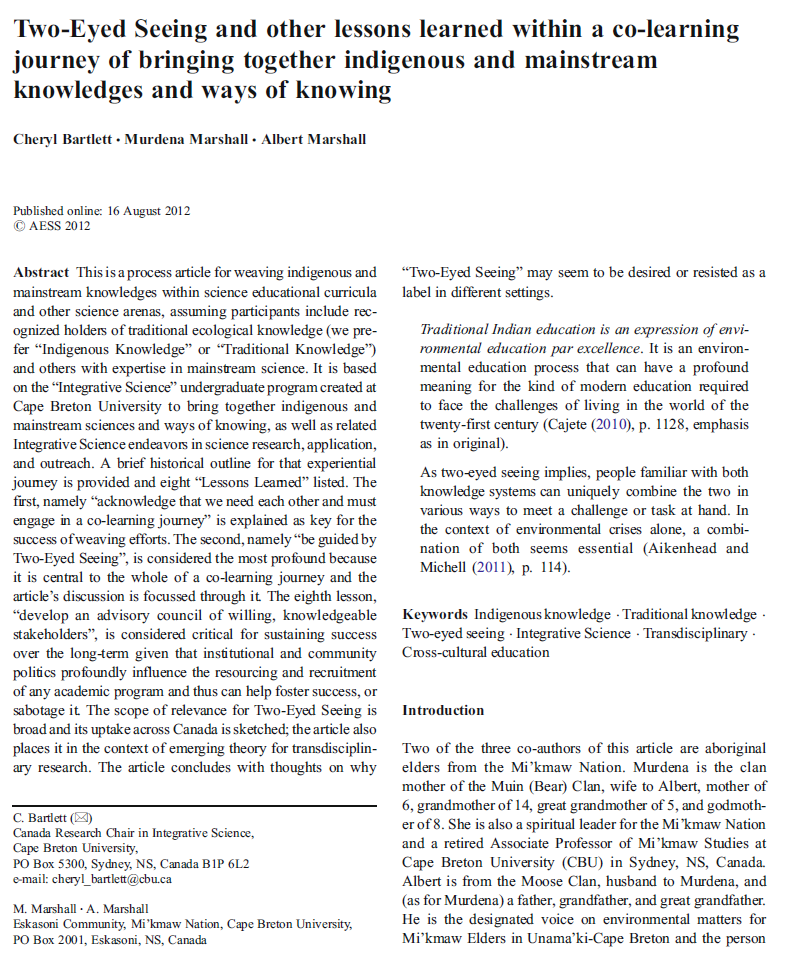 Two-Eyed Seeing and other lessons learned within a co-learning
journey of bringing together indigenous and mainstream
knowledges and ways of knowing
Cheryl Bartlett · Murdena Marshall · Albert Marshall
Published online: 16 August 2012
© AESS 2012
Abstract This is a process article for weaving indigenous and
mainstream knowledges within science educational curricula
and other science arenas, assuming participants include rec-
ognized holders of traditional ecological knowledge (we pre-
fer “Indigenous Knowledge” or “Traditional Knowledge”)
and others with expertise in mainstream science. It is based
on the “Integrative Science” undergraduate program created at
Cape Breton University to bring together indigenous and
mainstream sciences and ways of knowing, as well as related
Integrative Science endeavors in science research, application,
and outreach. A brief historical outline for that experiential
journey is provided and eight “Lessons Learned” listed. The
first, namely “acknowledge that we need each other and must
engage in a co-learning journey” is explained as key for the
success of weaving efforts. The second, namely “be guided by
Two-Eyed Seeing”, is considered the most profound because
it is central to the whole of a co-learning journey and the
article’s discussion is focussed through it. The eighth lesson,
“develop an advisory council of willing, knowledgeable
stakeholders”, is considered critical for sustaining success
over the long-term given that institutional and community
politics profoundly influence the resourcing and recruitment
of any academic program and thus can help foster success, or
sabotage it. The scope of relevance for Two-Eyed Seeing is
broad and its uptake across Canada is sketched; the article also
places it in the context of emerging theory for transdisciplin-
ary research. The article concludes with thoughts on why
C. Bartlett (✉)
Canada Research Chair in Integrative Science,
Cape Breton University,
PO Box 5300, Sydney, NS, Canada B1P 6L2
e-mail: cheryl_bartlett@cbu.ca
M. Marshall · A. Marshall
Eskasoni Community, Mi’kmaw Nation, Cape Breton University,
PO Box 2001, Eskasoni, NS, Canada
“Two-Eyed Seeing” may seem to be desired or resisted as a
label in different settings.
Traditional Indian education is an expression of envi-
ronmental education par excellence. It is an environ-
mental education process that can have a profound
meaning for the kind of modern education required
to face the challenges of living in the world of the
twenty-first century (Cajete (2010), p. 1128, emphasis
as in original).
As two-eyed seeing implies, people familiar with both
knowledge systems can uniquely combine the two in
various ways to meet a challenge or task at hand. In
the context of environmental crises alone, a combi-
nation of both seems essential (Aikenhead and
Michell (2011), p. 114).
Keywords Indigenous knowledge · Traditional knowledge ·
Two-eyed seeing · Integrative Science · Transdisciplinary ·
Cross-cultural education
Introduction
Two of the three co-authors of this article are aboriginal
elders from the Mi’kmaw Nation. Murdena is the clan
mother of the Muin (Bear) Clan, wife to Albert, mother of
6, grandmother of 14, great grandmother of 5, and godmoth-
er of 8. She is also a spiritual leader for the Mi’kmaw Nation
and a retired Associate Professor of Mi’kmaw Studies at
Cape Breton University (CBU) in Sydney, NS, Canada.
Albert is from the Moose Clan, husband to Murdena, and
(as for Murdena) a father, grandfather, and great grandfather.
He is the designated voice on environmental matters for
Mi’kmaw Elders in Unama’ki-Cape Breton and the person